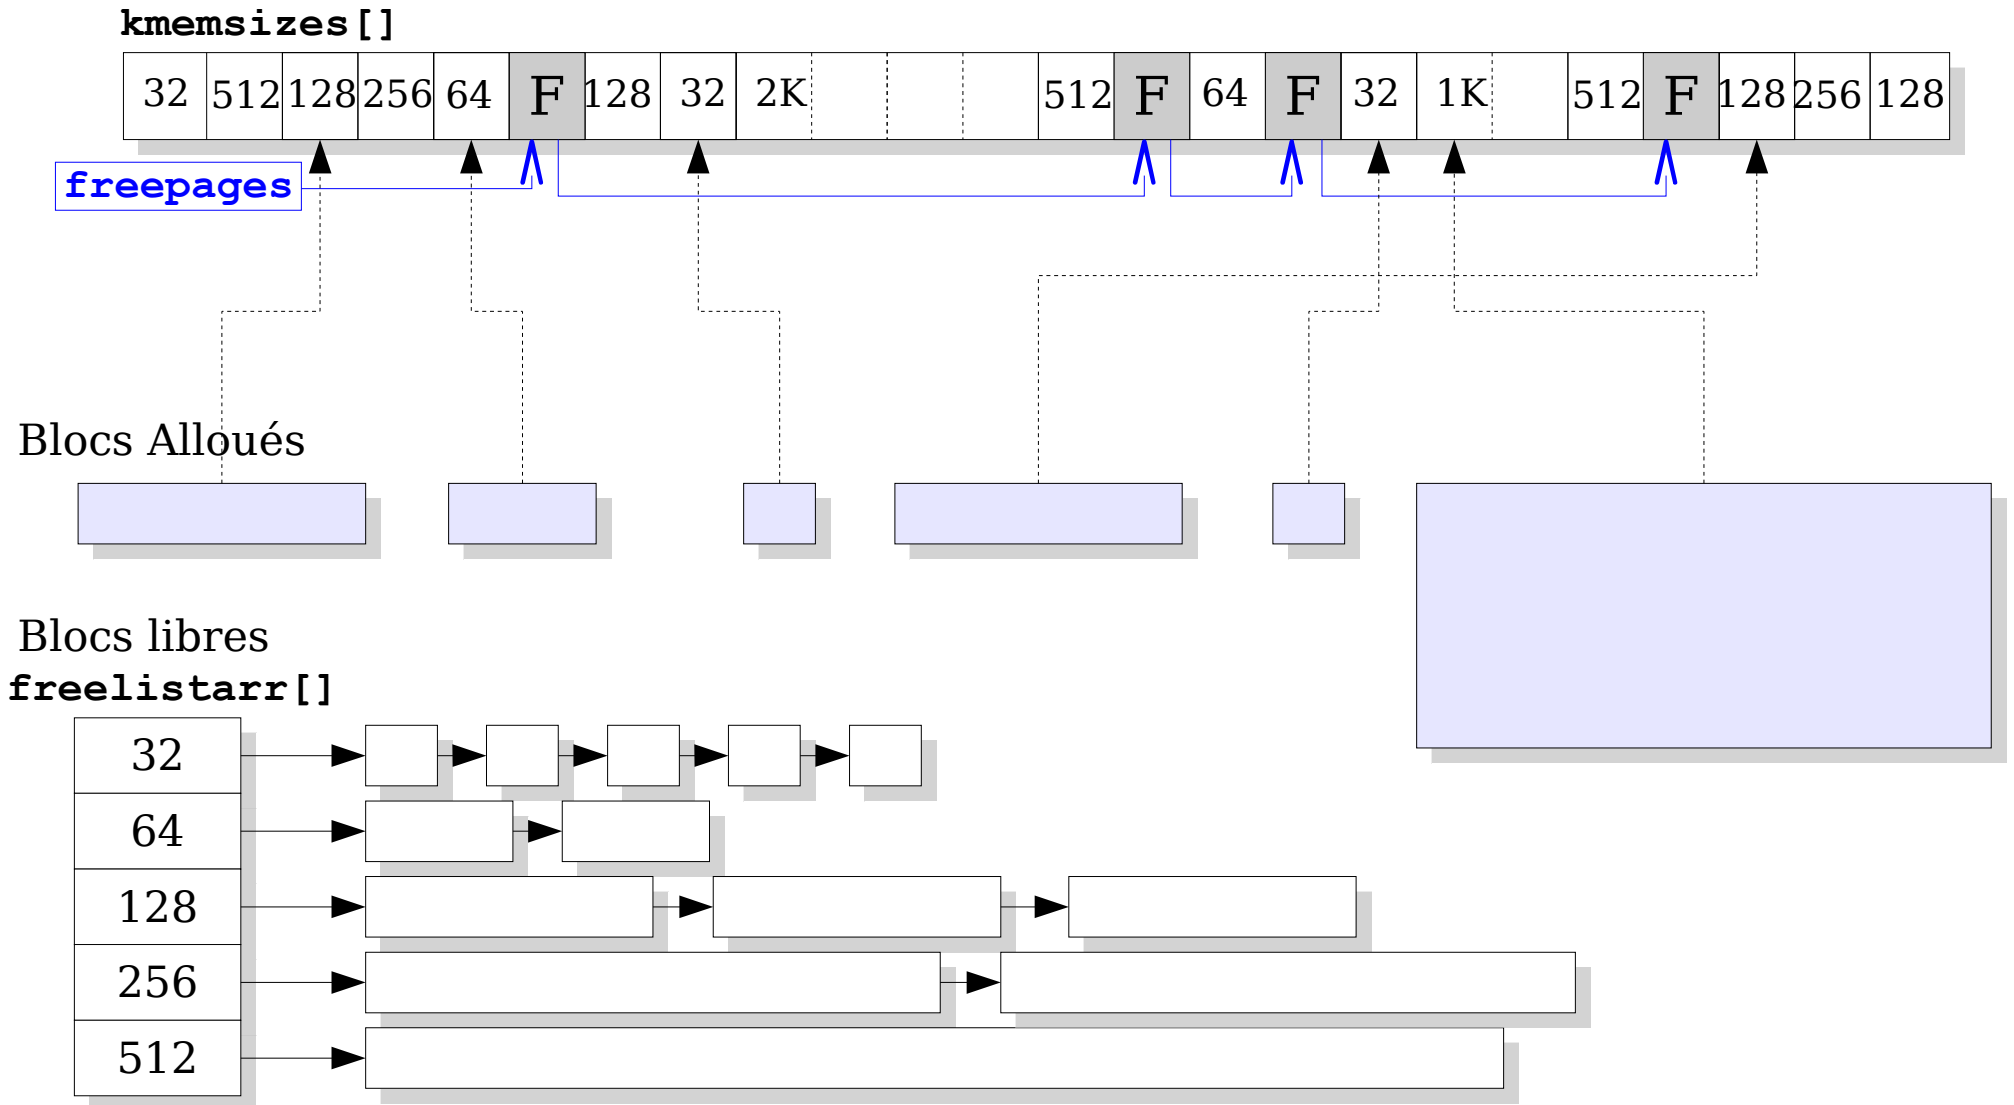 kmemsizes[]
32 512 128 256 64 F 128 32 2K 512 F 64 F 32 1K 512 F 128 256 128
freepages
Blocs Alloués
Blocs libres
freelistarr[]
32
64
128
256
512